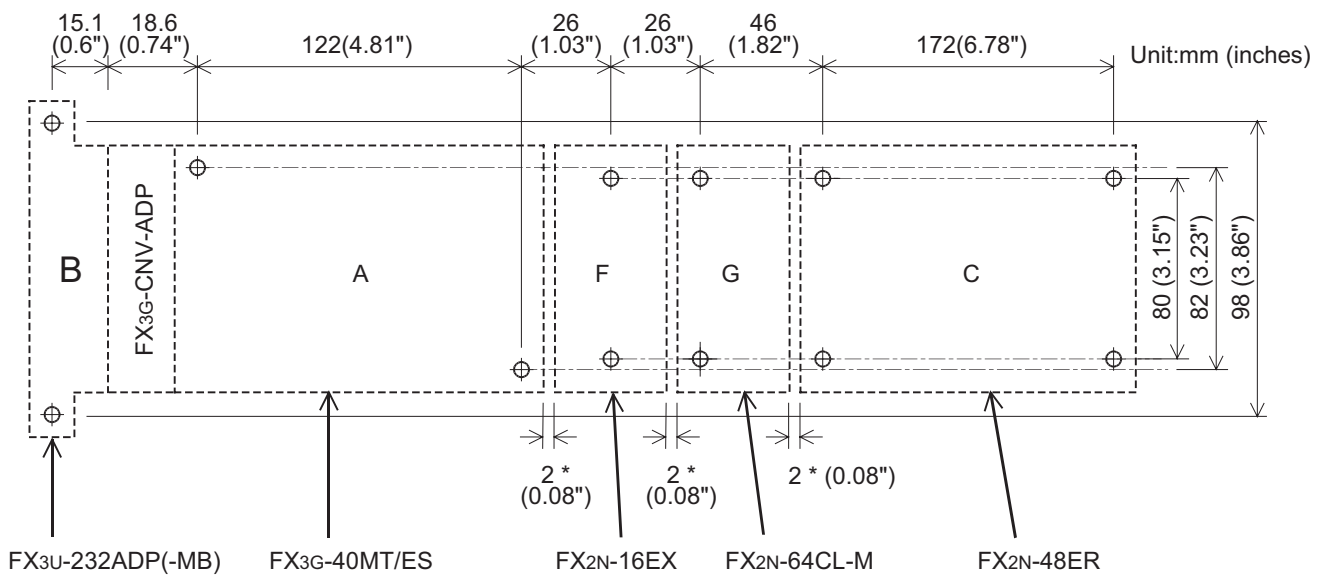 15.1
(0.6")
18.6
(0.74")
122(4.81")
26
(1.03")
26
(1.03")
46
(1.82")
172(6.78")
Unit:mm (inches)
B
FX3G-CNV-ADP
A
F
G
C
80 (3.15")
82 (3.23")
98 (3.86")
2 *
(0.08")
2 *
(0.08")
2 * (0.08")
FX3U-232ADP(-MB)
FX3G-40MT/ES
FX2N-16EX
FX2N-64CL-M
FX2N-48ER